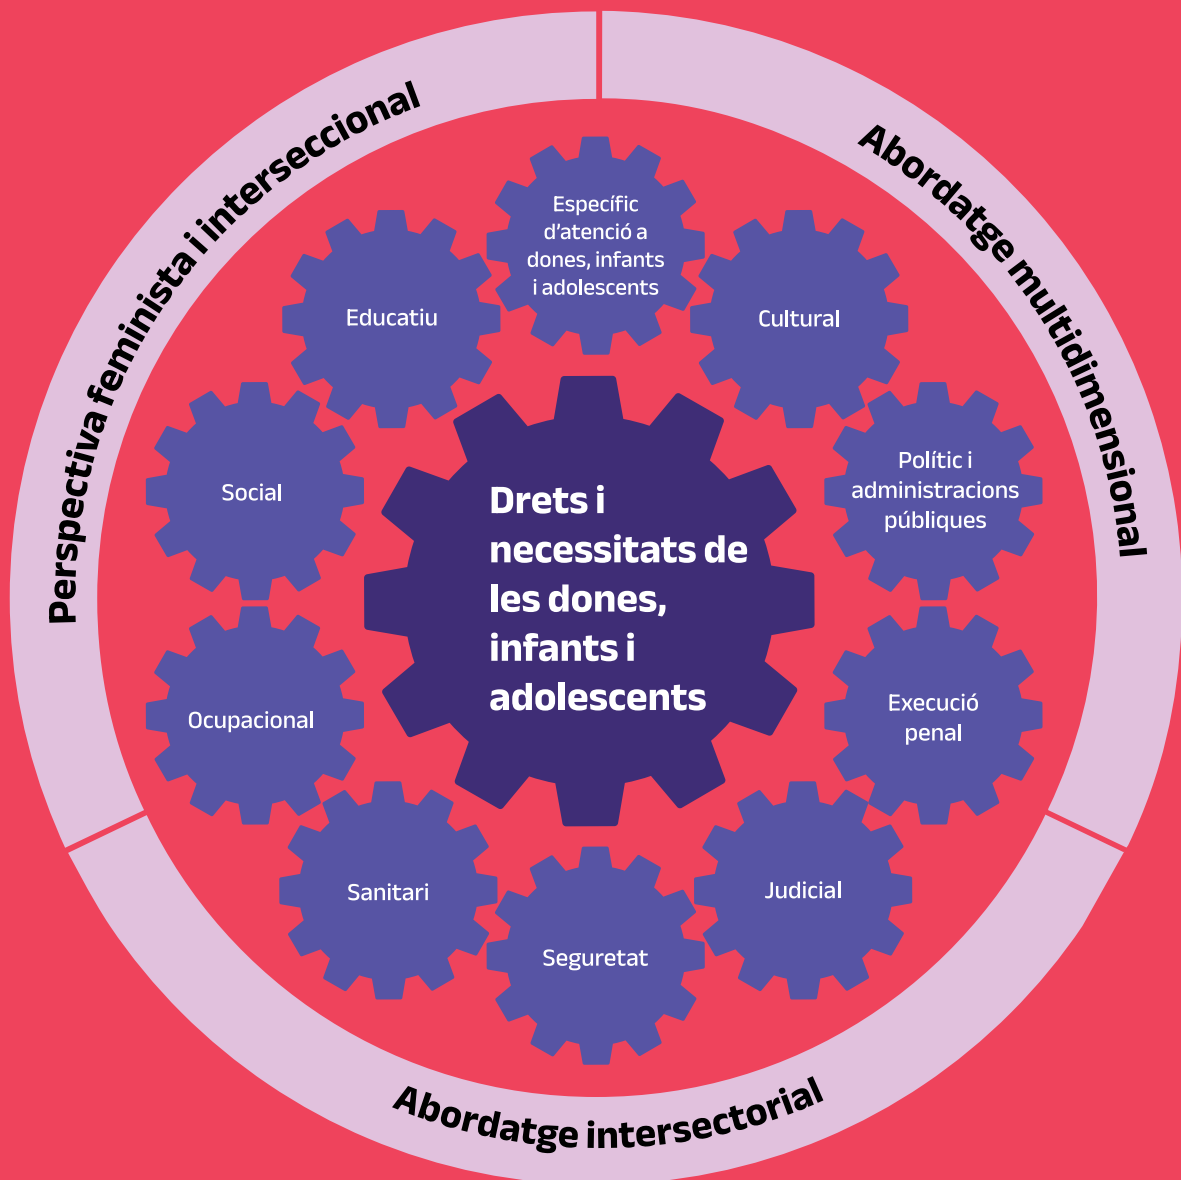 Perspectiva feminista i interseccional
Abordatge multidimensional
Específic
d'atenció a
dones, infants
i adolescents
Educatiu
Cultural
Social
Polític i
administracions
públiques
Drets i
necessitats de
les dones,
infants i
adolescents
Ocupacional
Execució
penal
Sanitari
Judicial
Seguretat
Abordatge intersectorial